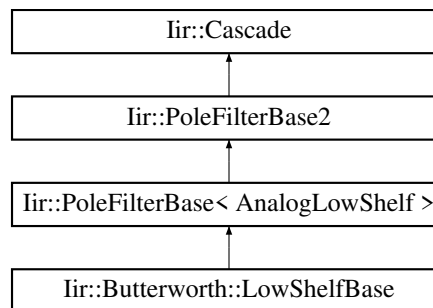 Iir::Cascade
Iir::PoleFilterBase2
Iir::PoleFilterBase< AnalogLowShelf >
Iir::Butterworth::LowShelfBase